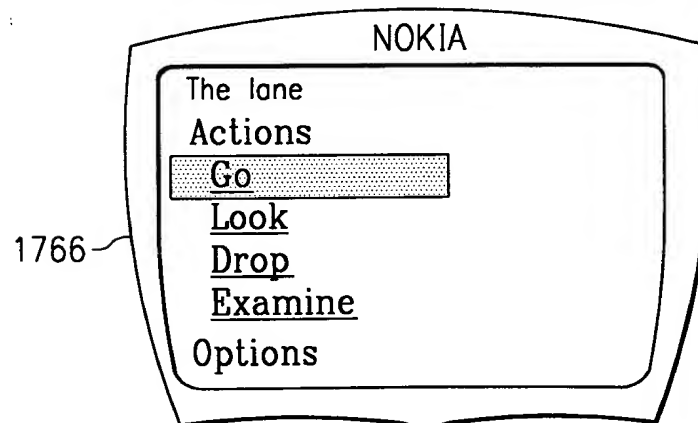 NOKIA
The lane
Actions
Go
Look
Drop
Examine
Options
1766